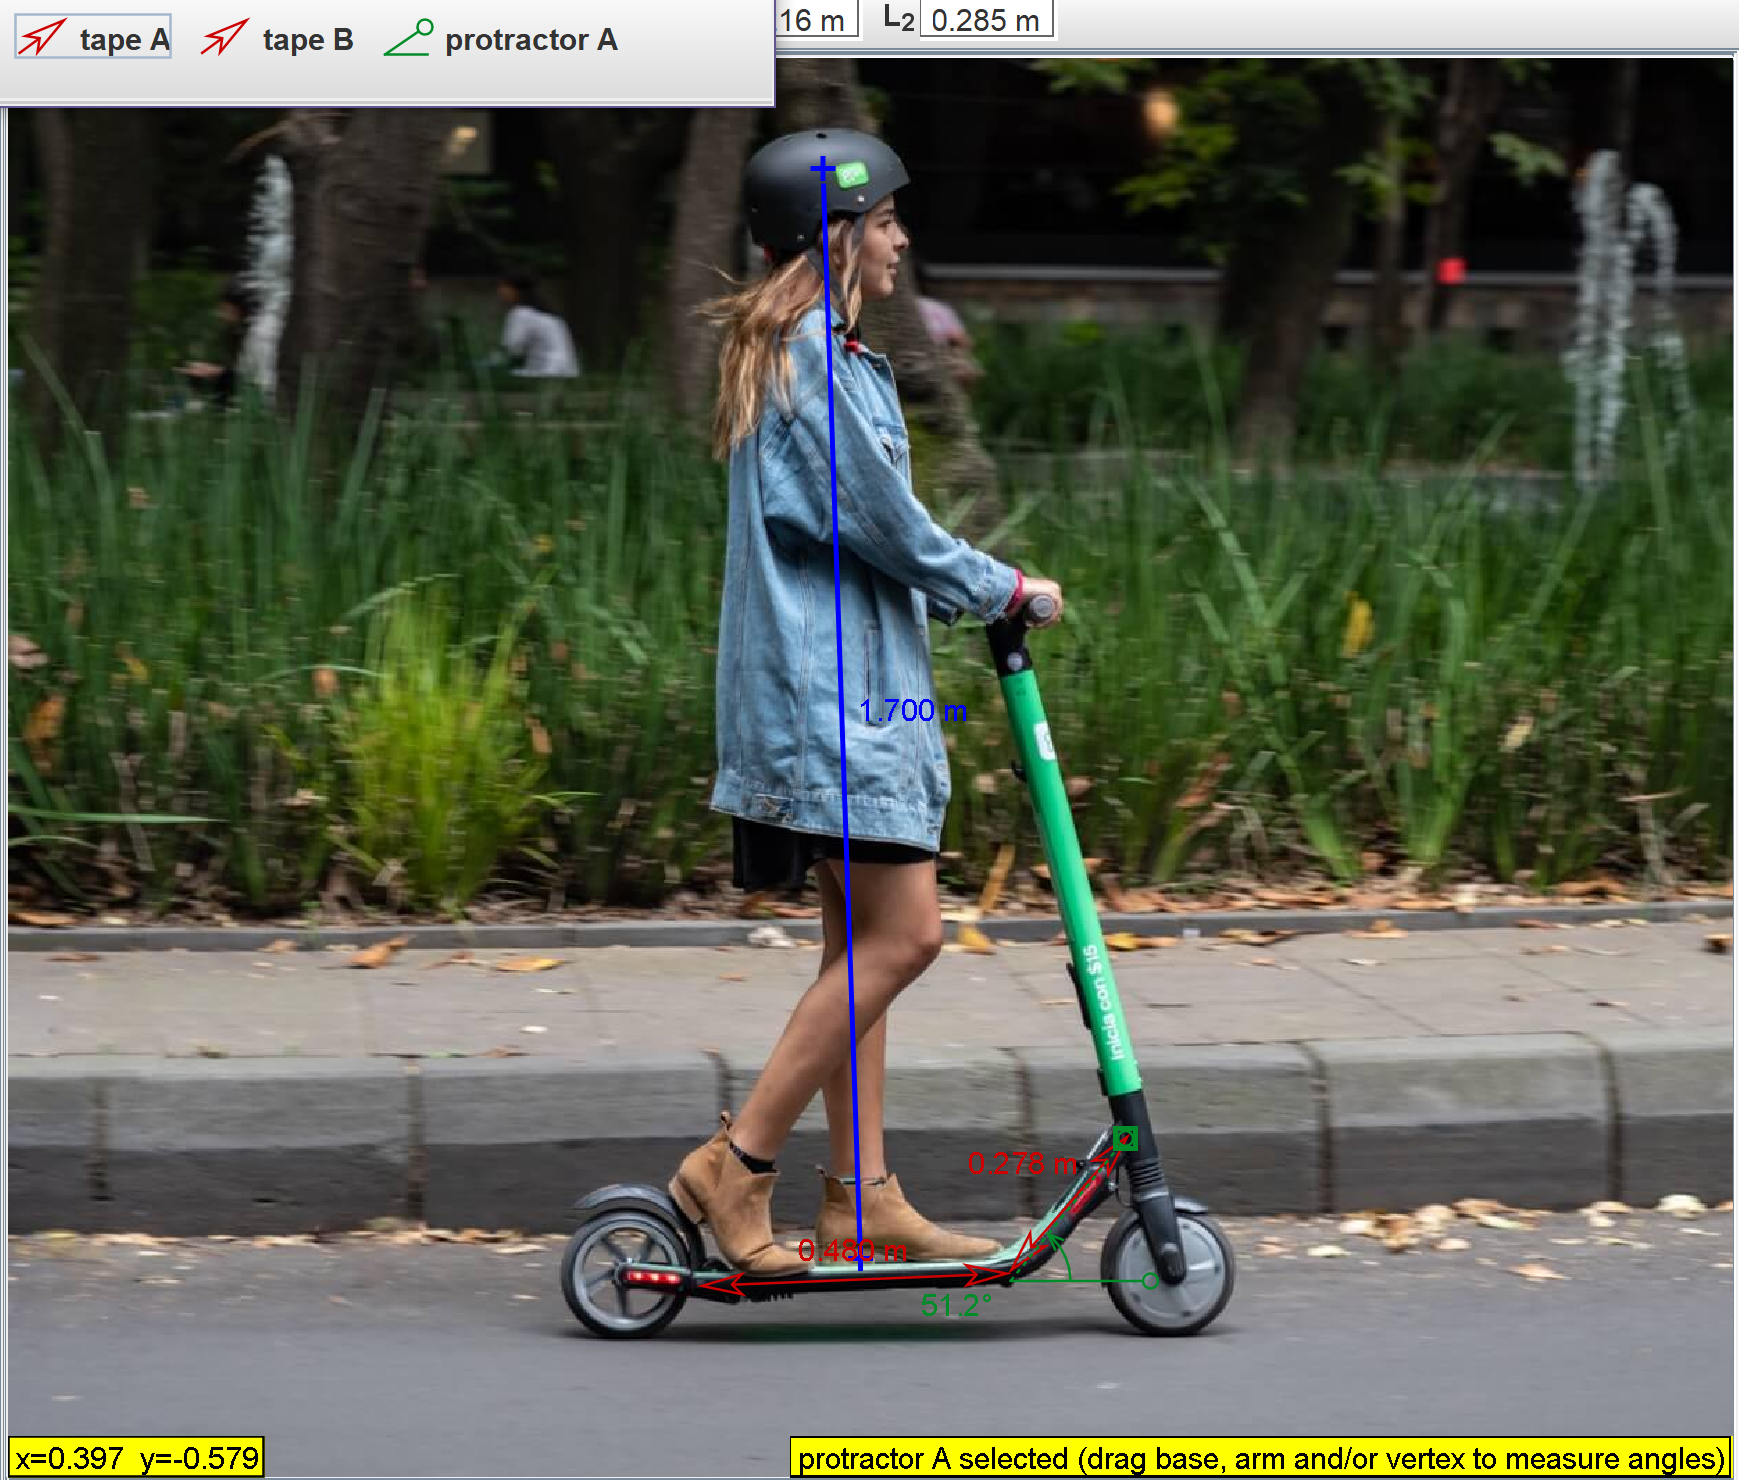 16 m L2 0.285 m
tape A tape B protractor A
1.700 m
inicia con $15
0.278 m
0.480 m
51.2°
x=0.397 y=-0.579
protractor A selected (drag base, arm and/or vertex to measure angles)